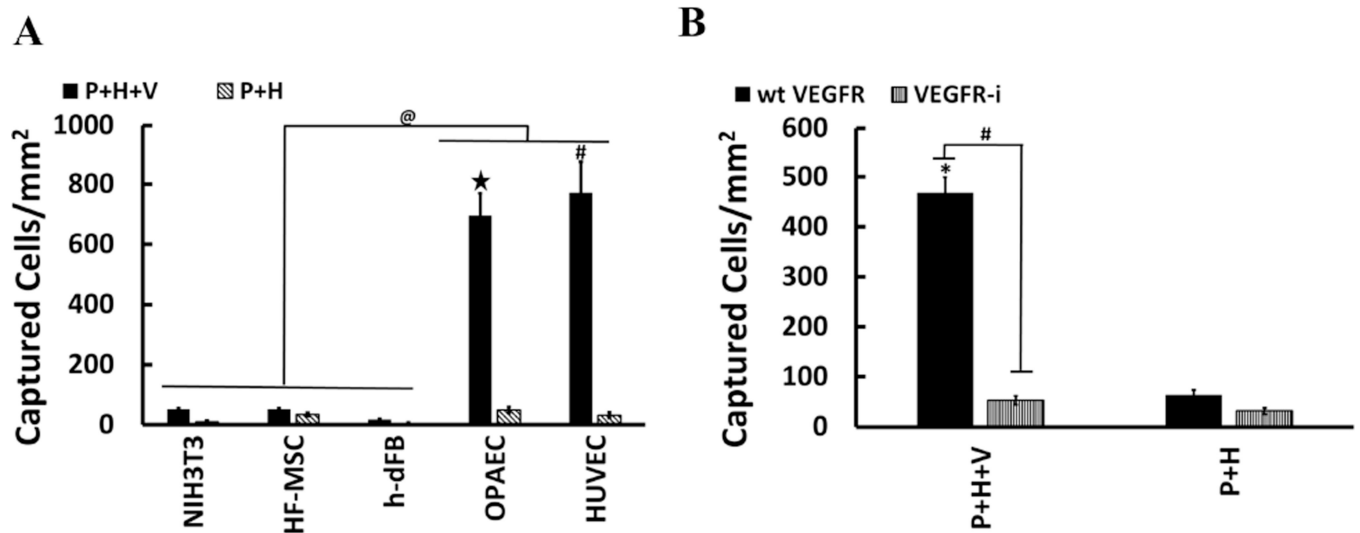 A
P+H+V P+H
Captured Cells/mm²
1000
800
600
400
200
0
@
★
#
NIH3T3
HF-MSC
h-dFB
OPAEC
HUVEC
B
wt VEGFR VEGFR-i
Captured Cells/mm²
600
500
400
300
200
100
0
#
*
P+H+V
P+H